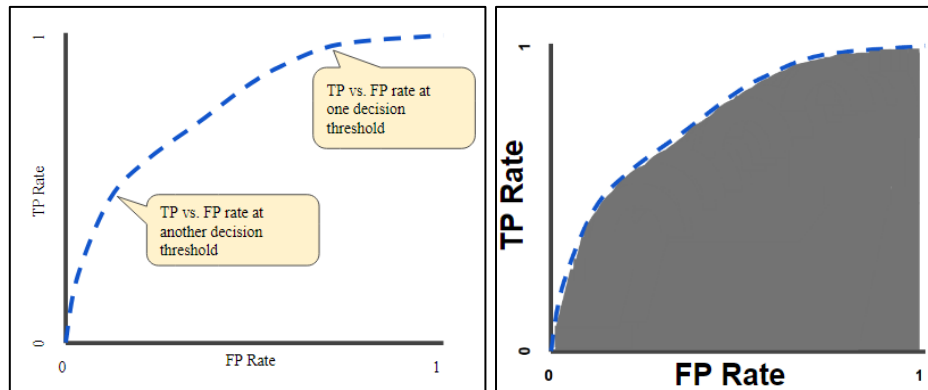 1
TP Rate
TP vs. FP rate at
one decision
threshold
TP vs. FP rate at
another decision
threshold
0
0
FP Rate
1
1
TP Rate
0
0
FP Rate
1